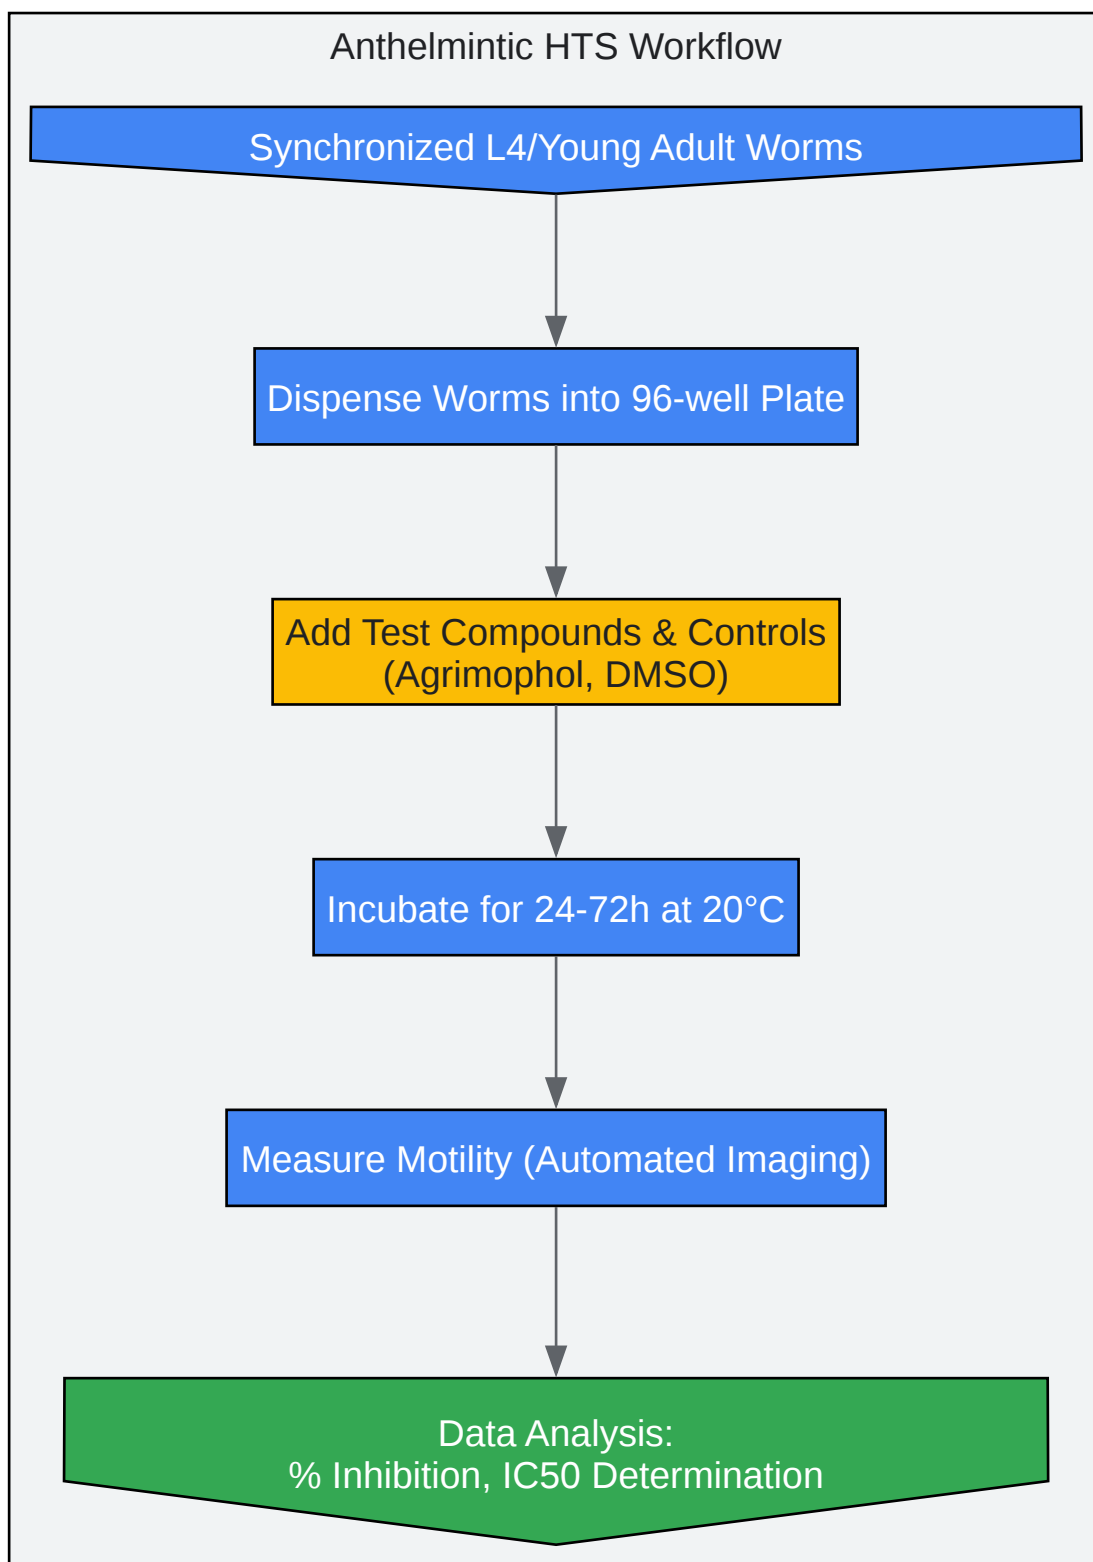 Anthelmintic HTS Workflow
Synchronized L4/Young Adult Worms
Dispense Worms into 96-well Plate
Add Test Compounds & Controls
(Agrimophol, DMSO)
Incubate for 24-72h at 20°C
Measure Motility (Automated Imaging)
Data Analysis:
% Inhibition, IC50 Determination